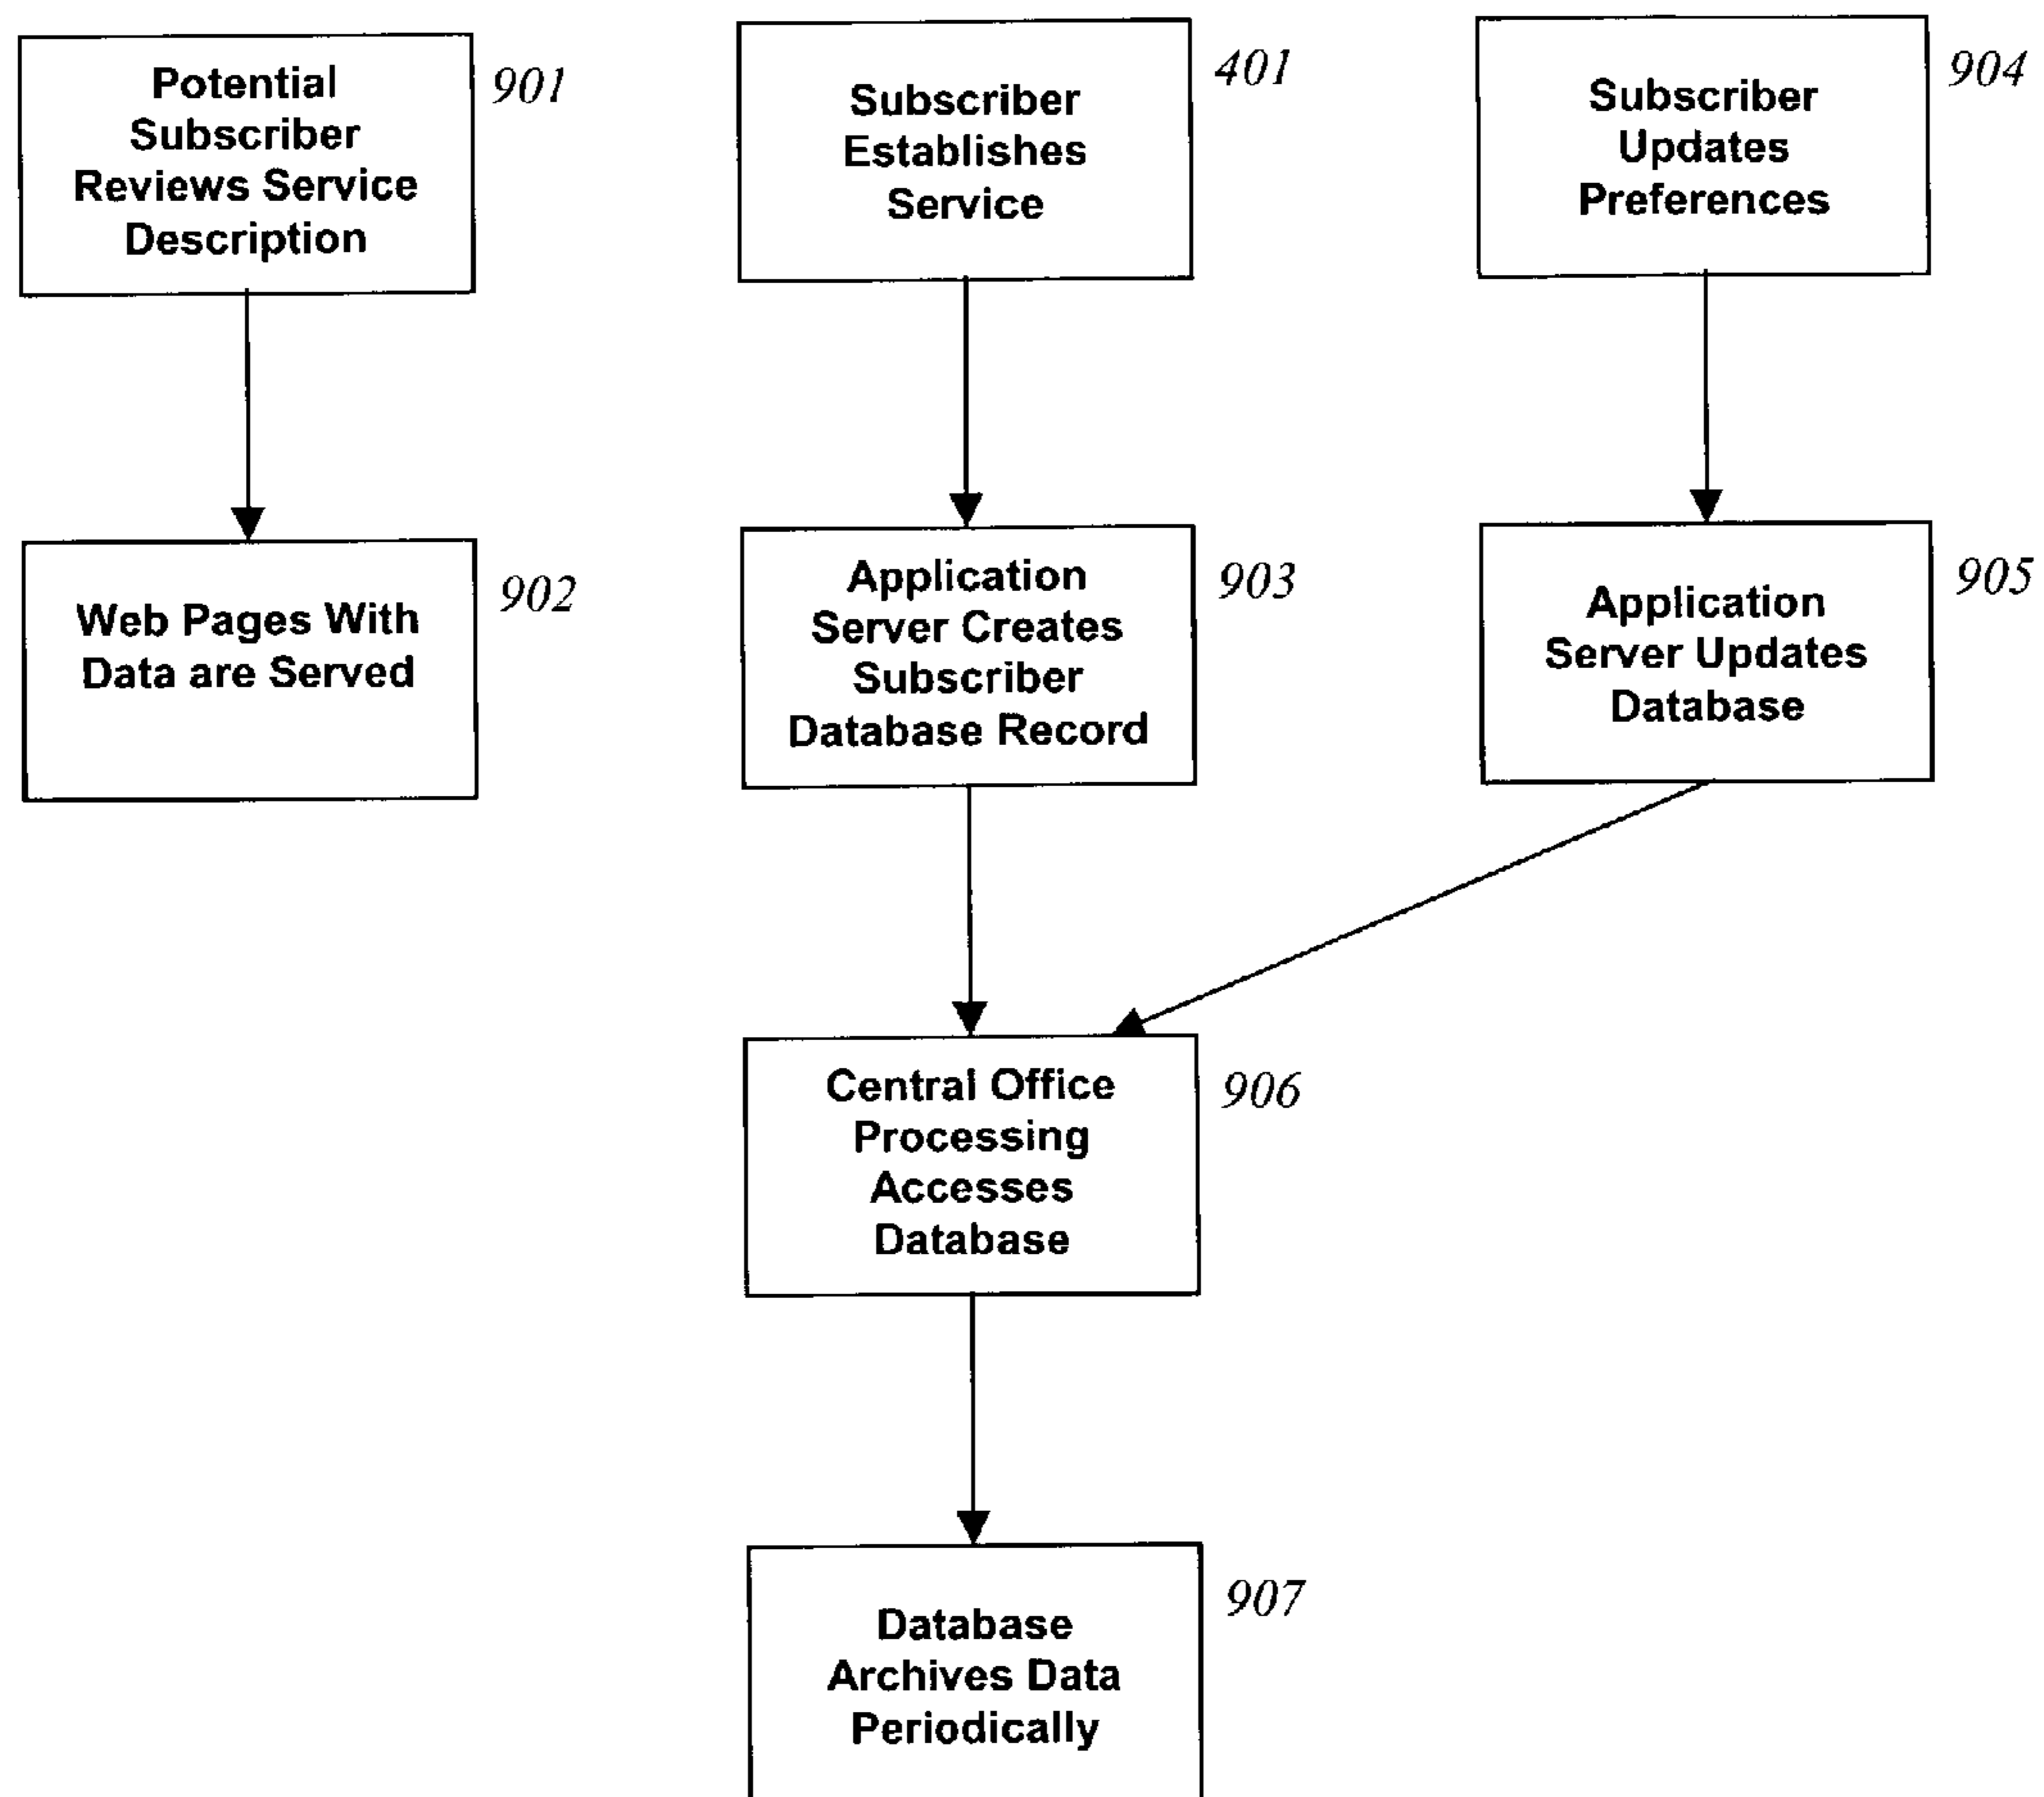 Potential
Subscriber
Reviews Service
Description
901
Subscriber
Establishes
Service
401
Subscriber
Updates
Preferences
904
Web Pages With
Data are Served
902
Application
Server Creates
Subscriber
Database Record
903
Application
Server Updates
Database
905
Central Office
Processing
Accesses
Database
906
Database
Archives Data
Periodically
907